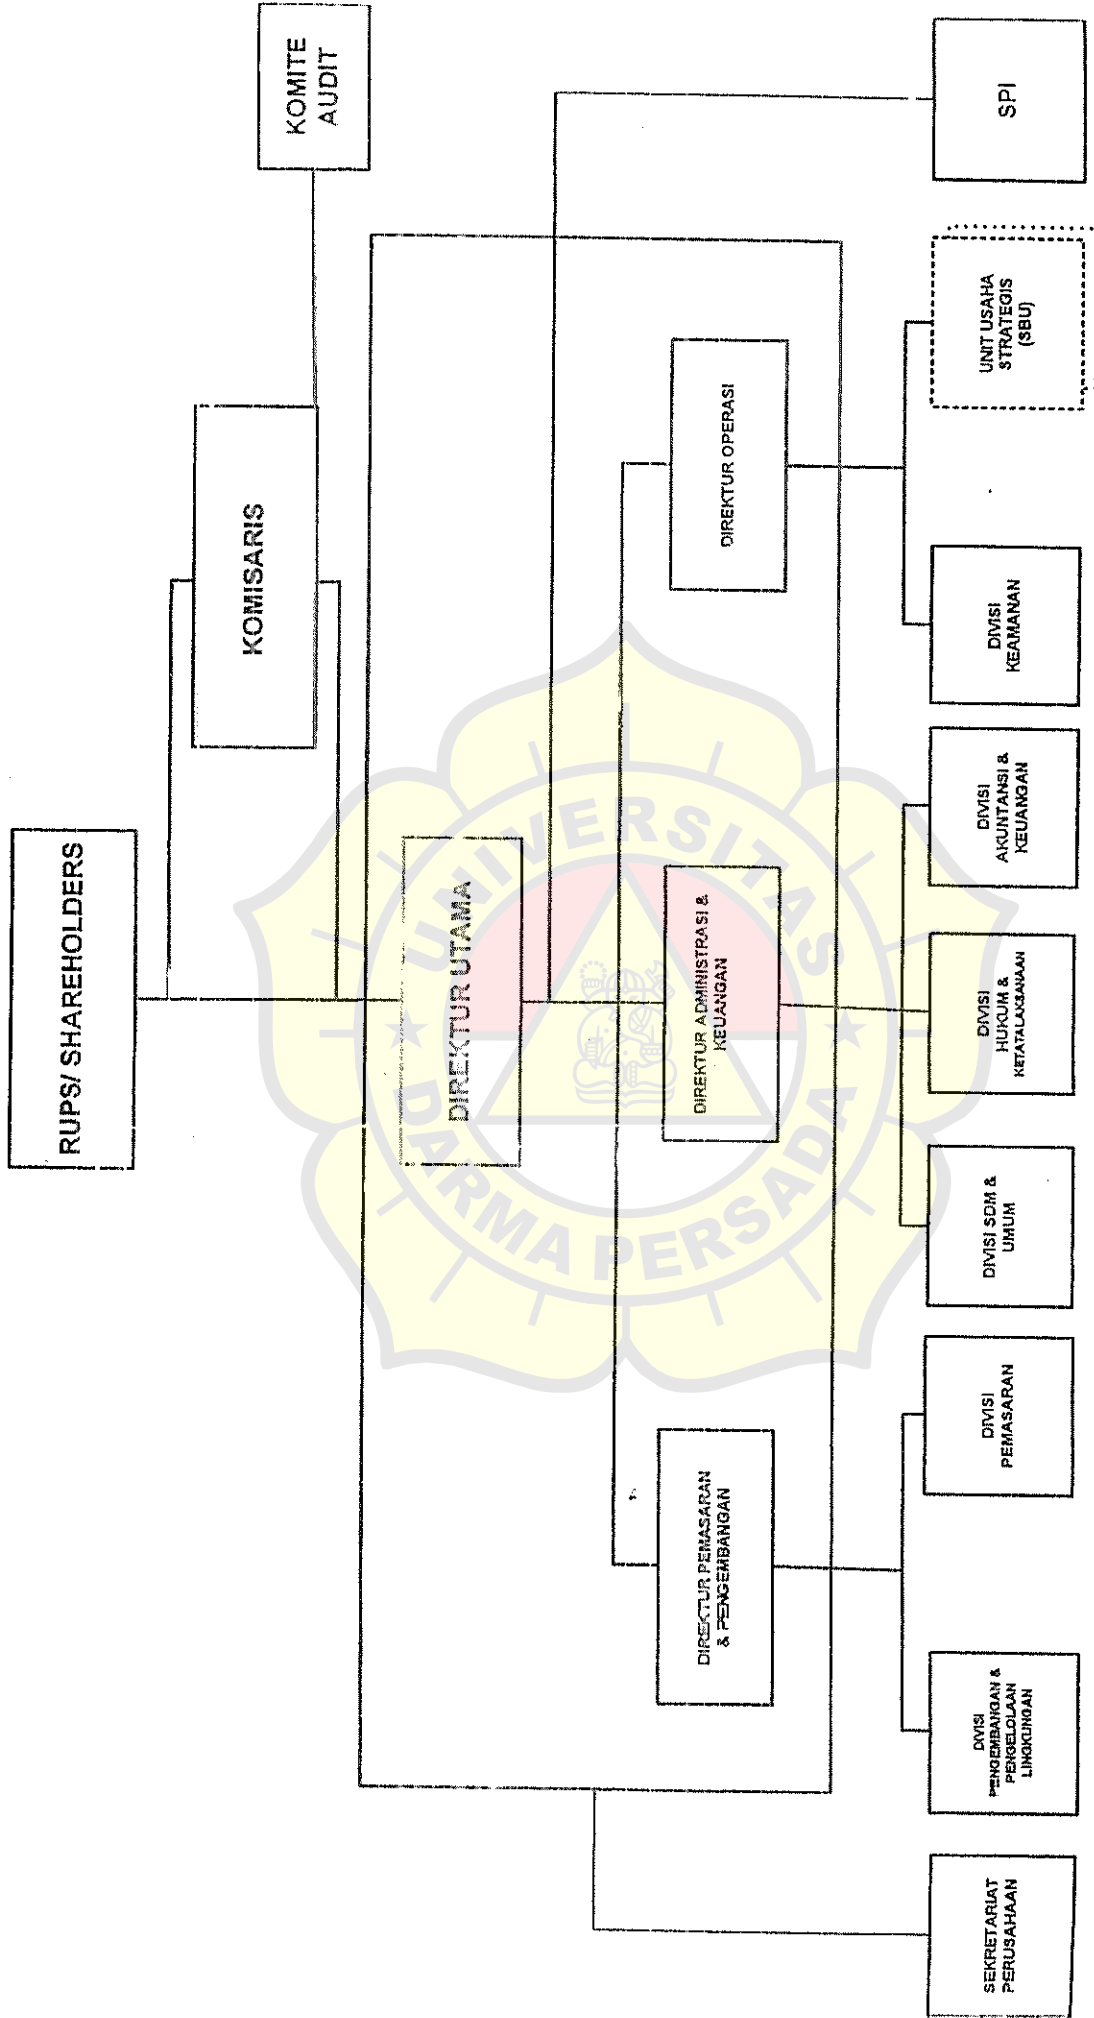 RUPS/ SHAREHOLDERS
KOMISARIS
KOMITE
AUDIT
DIREKTUR UTAMA
DIREKTUR PEMASARAN
& PENGEMBANGAN
DIREKTUR ADMINISTRASI &
KEUANGAN
DIREKTUR OPERASI
SEKRETARIAT
PERUSAHAAN
DIVISI
PENGEMBANGAN &
PENGELOLAAN
LINGKUNGAN
DIVISI
PEMASARAN
DIVISI SDM &
UMUM
DIVISI
HUKUM &
KETATALAKSANAAN
DIVISI
AKUNTANSI &
KEUANGAN
DIVISI
KEAMANAN
UNIT USAHA
STRATEGIS
(SBU)
SPI
UNIVERSITAS
DARMA PERSADA